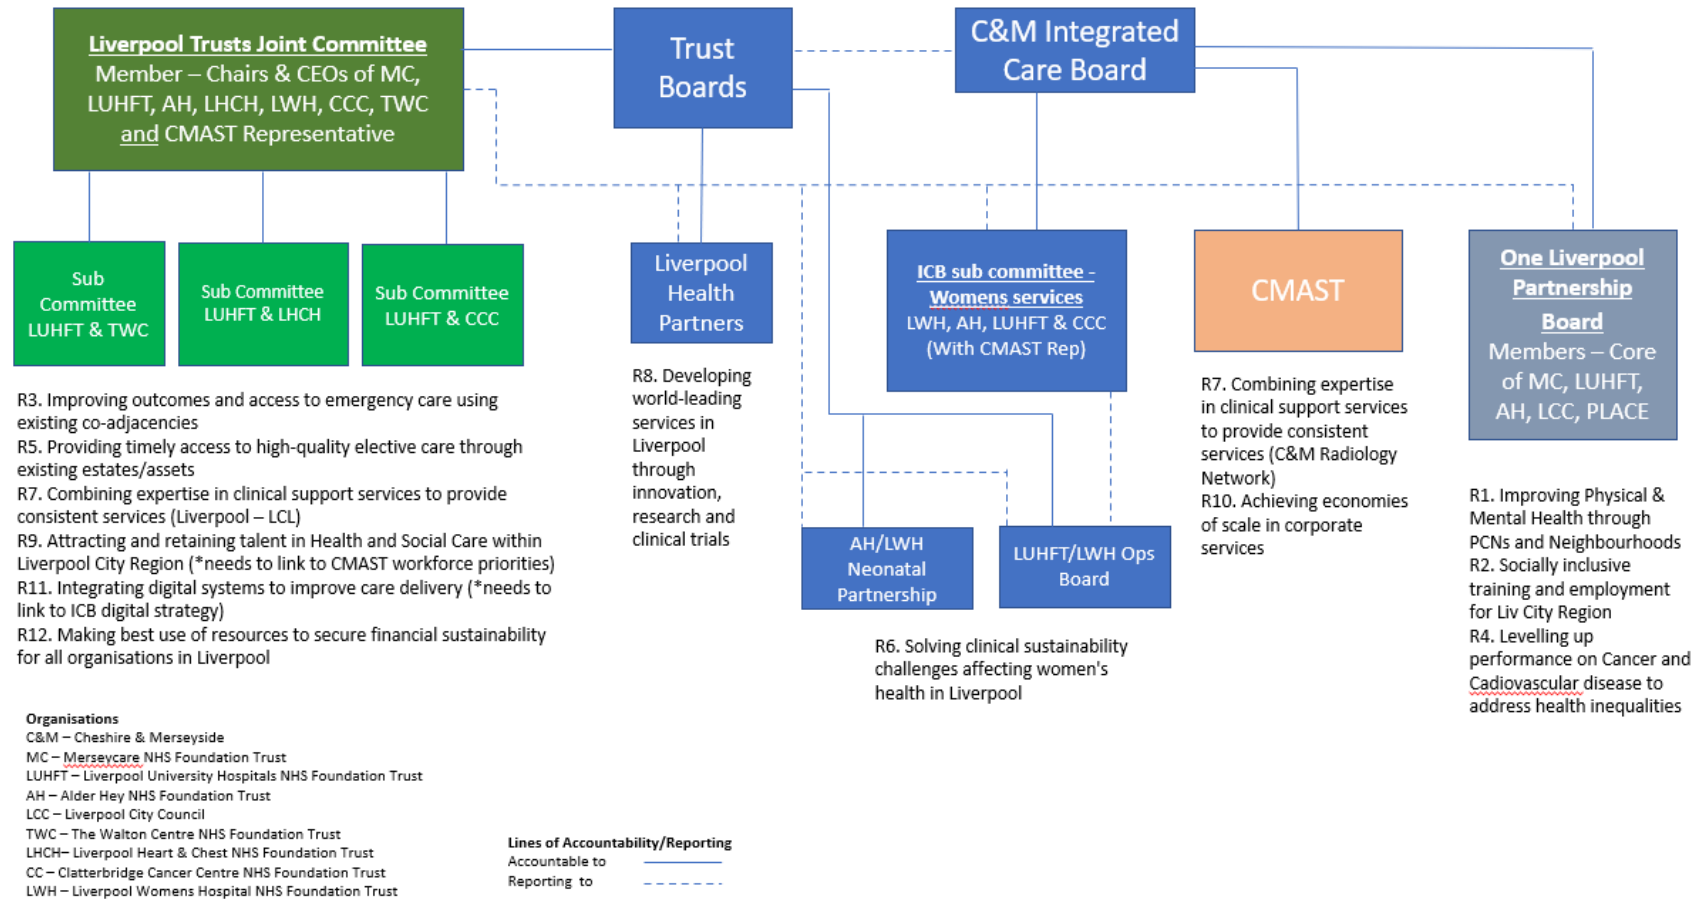 Liverpool Trusts Joint Committee
Member – Chairs & CEOs of MC,
LUHFT, AH, LHCH, LWH, CCC, TWC
and CMAST Representative
Trust
Boards
C&M Integrated
Care Board
Sub
Committee
LUHFT & TWC
Sub Committee
LUHFT & LHCH
Sub Committee
LUHFT & CCC
Liverpool
Health
Partners
ICB sub committee -
Womens services
LWH, AH, LUHFT & CCC
(With CMAST Rep)
CMAST
One Liverpool
Partnership
Board
Members – Core
of MC, LUHFT,
AH, LCC, PLACE
R3. Improving outcomes and access to emergency care using
existing co-adjacencies
R5. Providing timely access to high-quality elective care through
existing estates/assets
R7. Combining expertise in clinical support services to provide
consistent services (Liverpool – LCL)
R9. Attracting and retaining talent in Health and Social Care within
Liverpool City Region (*needs to link to CMAST workforce priorities)
R11. Integrating digital systems to improve care delivery (*needs to
link to ICB digital strategy)
R12. Making best use of resources to secure financial sustainability
for all organisations in Liverpool
R8. Developing
world-leading
services in
Liverpool
through
innovation,
research and
clinical trials
AH/LWH
Neonatal
Partnership
LUHFT/LWH Ops
Board
R6. Solving clinical sustainability
challenges affecting women's
health in Liverpool
R7. Combining expertise
in clinical support services
to provide consistent
services (C&M Radiology
Network)
R10. Achieving economies
of scale in corporate
services
R1. Improving Physical &
Mental Health through
PCNs and Neighbourhoods
R2. Socially inclusive
training and employment
for Liv City Region
R4. Levelling up
performance on Cancer and
Cadiovascular disease to
address health inequalities
Organisations
C&M – Cheshire & Merseyside
MC – Merseycare NHS Foundation Trust
LUHFT – Liverpool University Hospitals NHS Foundation Trust
AH – Alder Hey NHS Foundation Trust
LCC – Liverpool City Council
TWC – The Walton Centre NHS Foundation Trust
LHCH– Liverpool Heart & Chest NHS Foundation Trust
CC – Clatterbridge Cancer Centre NHS Foundation Trust
LWH – Liverpool Womens Hospital NHS Foundation Trust
Lines of Accountability/Reporting
Accountable to
Reporting to